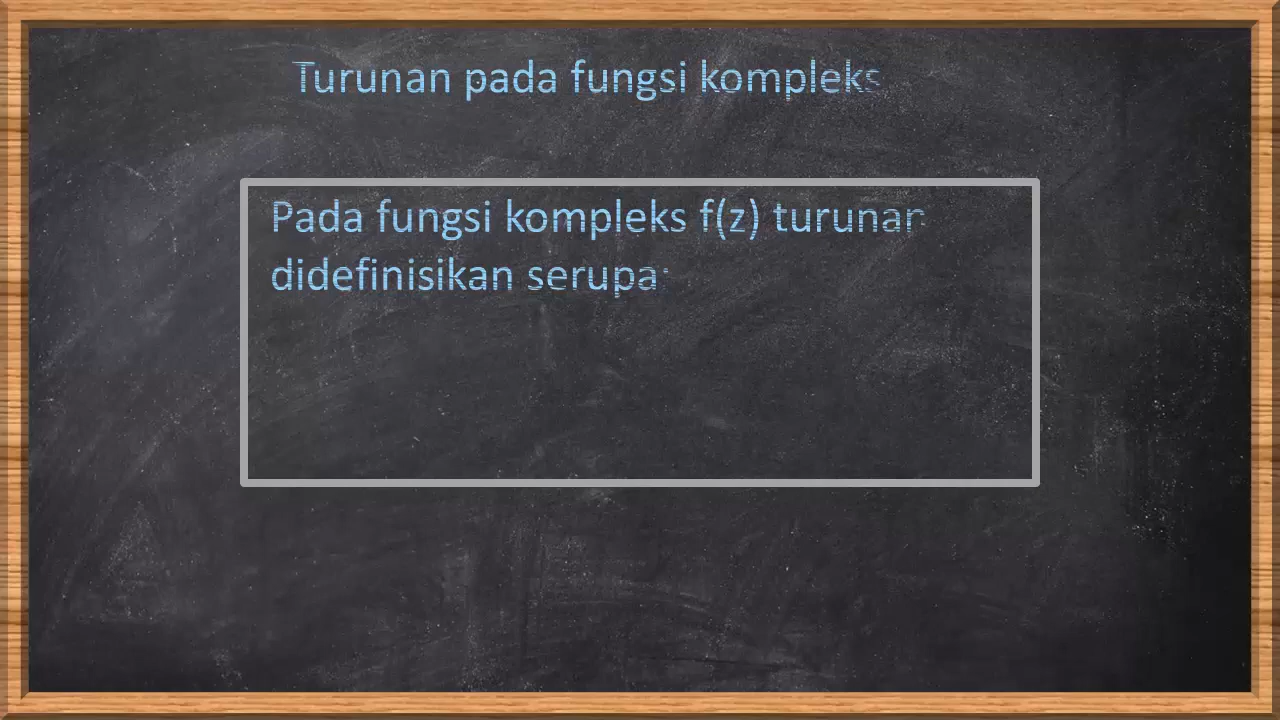 Turunan pada fungsi kompleks
Pada fungsi kompleks f(z) turunan
didefinisikan serupa: